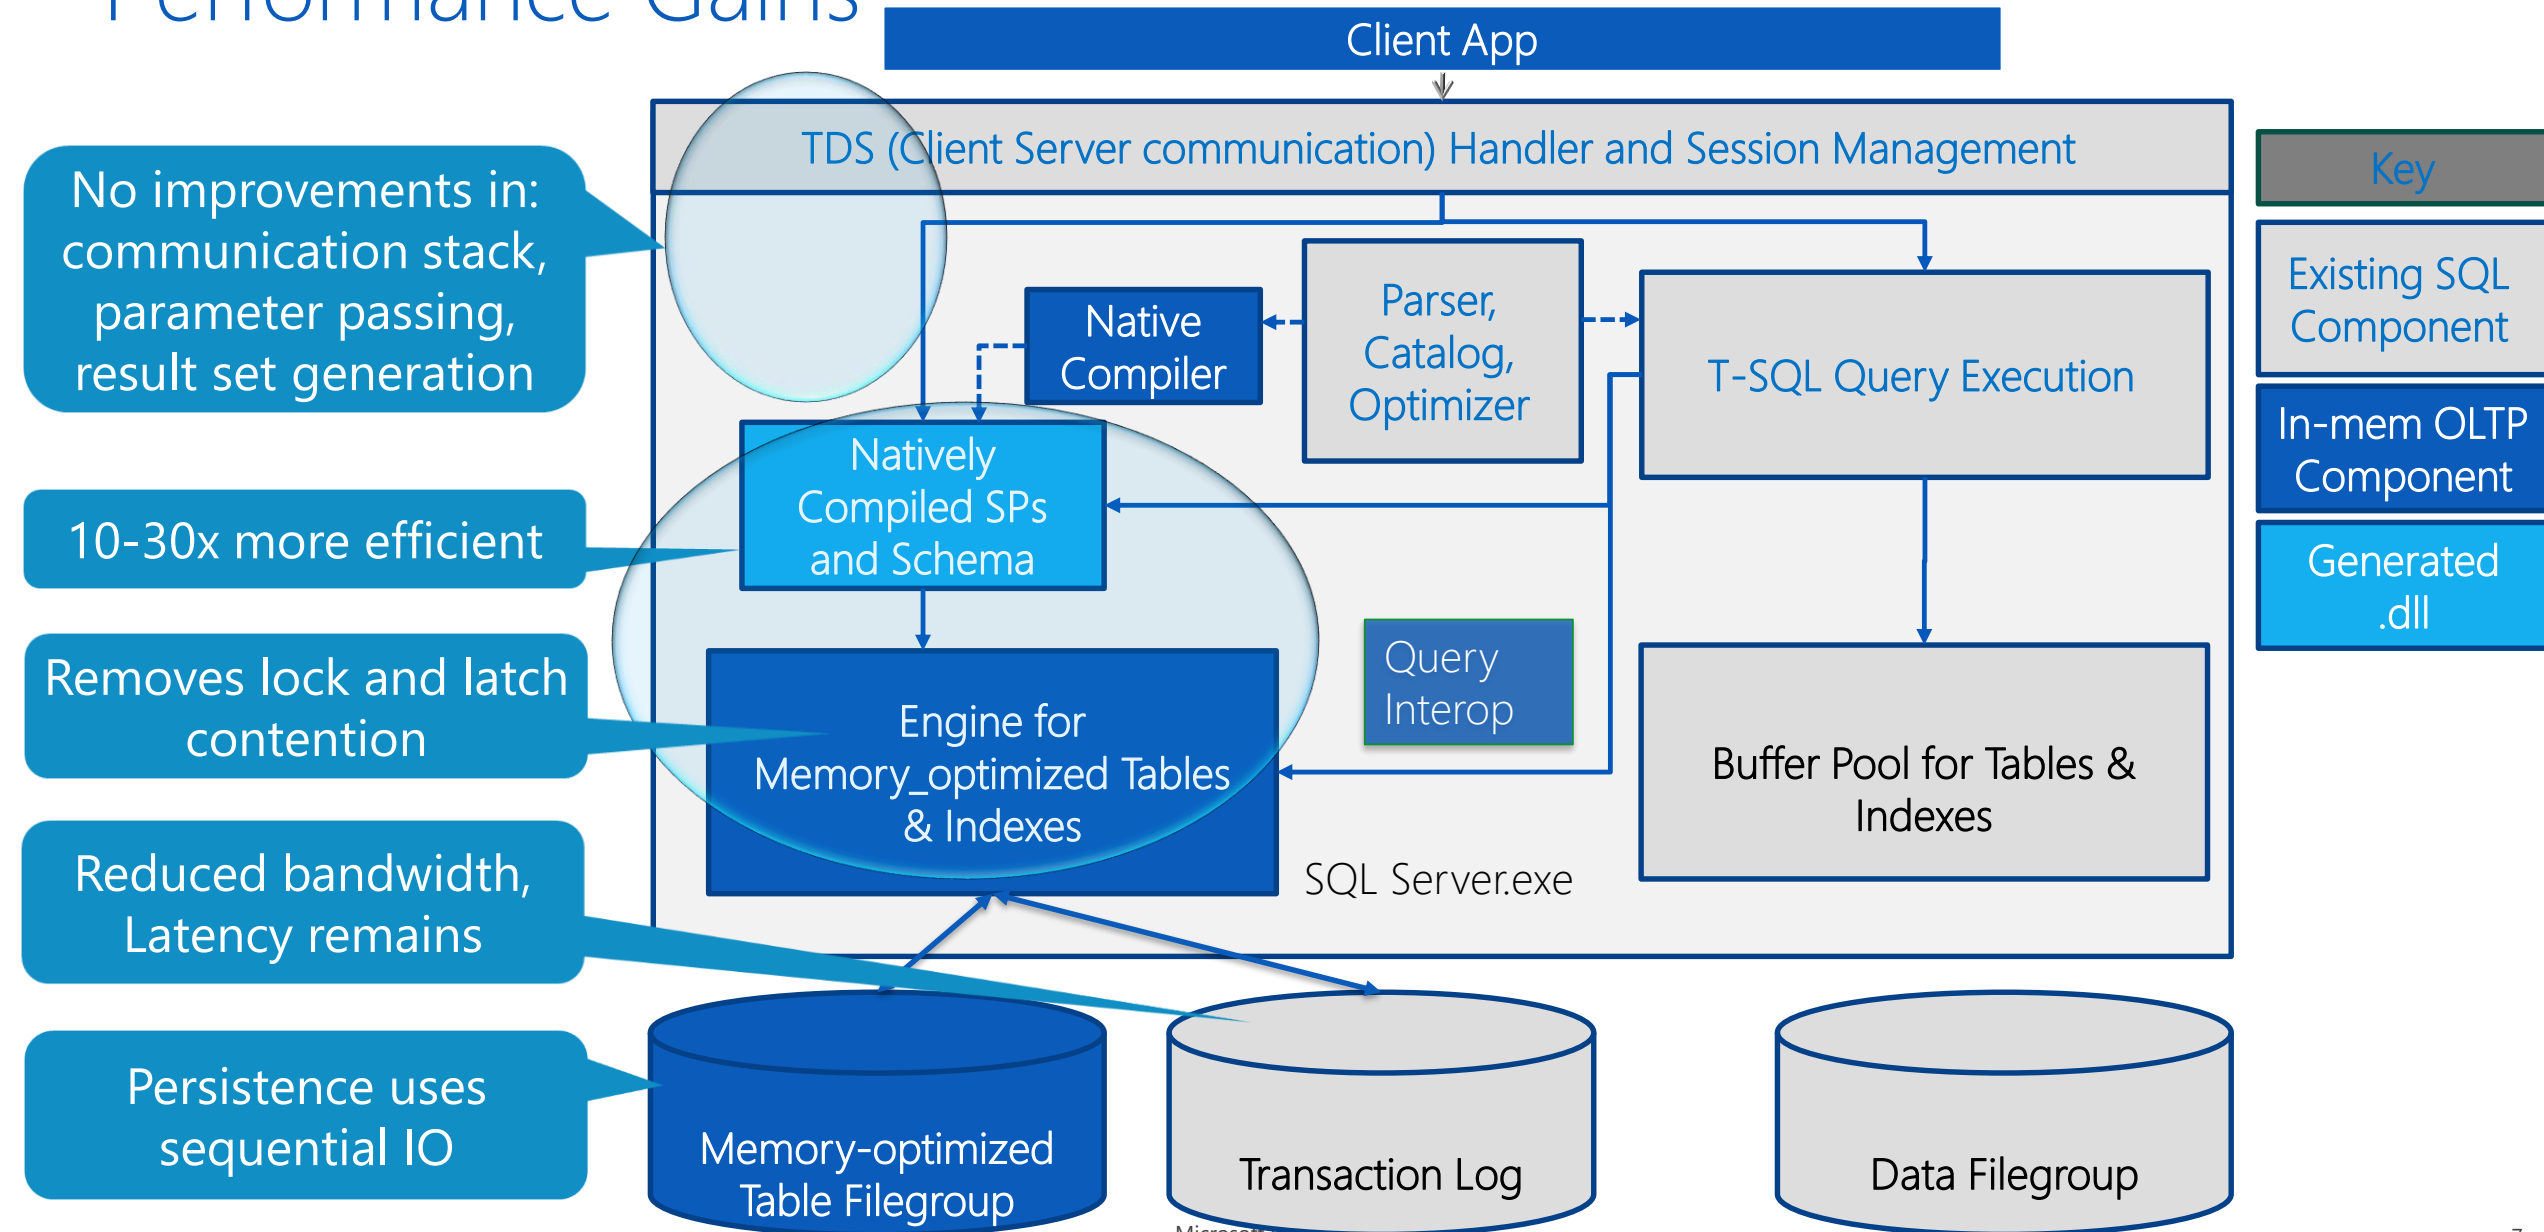 Performance Gains
Client App
TDS (Client Server communication) Handler and Session Management
No improvements in:
communication stack,
parameter passing,
result set generation
Key
Existing SQL
Component
In-mem OLTP
Component
Generated
.dll
Native
Compiler
Parser,
Catalog,
Optimizer
T-SQL Query Execution
Natively
Compiled SPs
and Schema
10-30x more efficient
Removes lock and latch
contention
Query
Interop
Engine for
Memory_optimized Tables
& Indexes
Buffer Pool for Tables &
Indexes
SQL Server.exe
Reduced bandwidth,
Latency remains
Persistence uses
sequential IO
Memory-optimized
Table Filegroup
Transaction Log
Data Filegroup
Microsoft